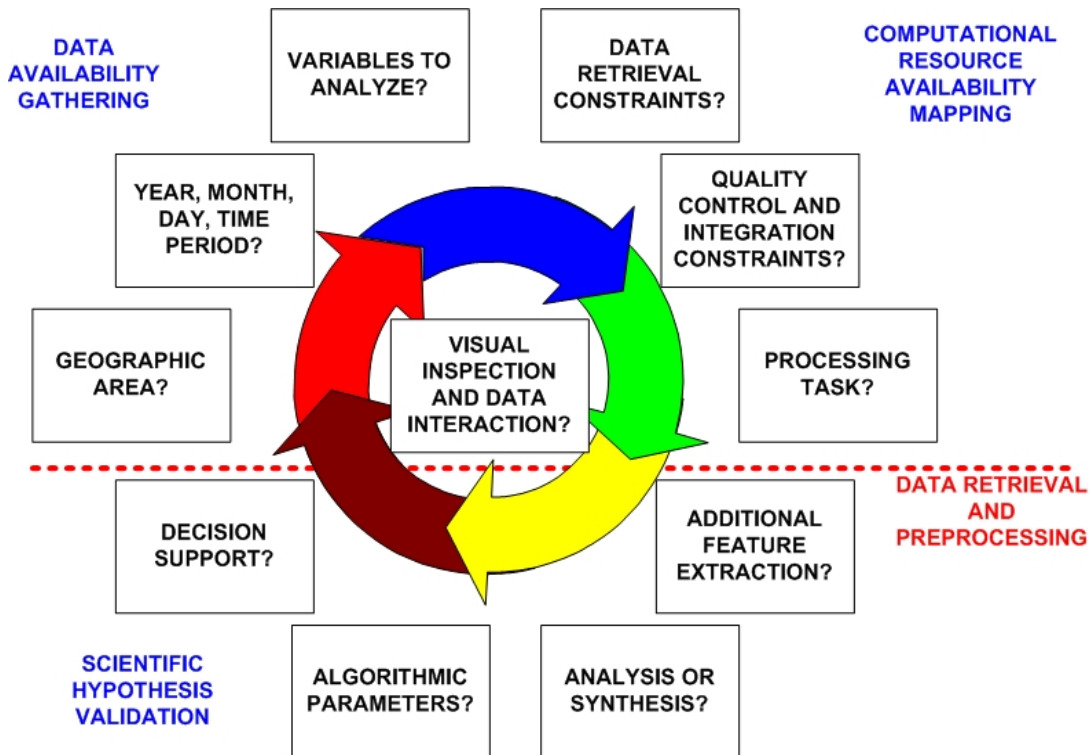 DATA
AVAILABILITY
GATHERING
VARIABLES TO
ANALYZE?
DATA
RETRIEVAL
CONSTRAINTS?
COMPUTATIONAL
RESOURCE
AVAILABILITY
MAPPING
YEAR, MONTH,
DAY, TIME
PERIOD?
QUALITY
CONTROL AND
INTEGRATION
CONSTRAINTS?
GEOGRAPHIC
AREA?
VISUAL
INSPECTION
AND DATA
INTERACTION?
PROCESSING
TASK?
DECISION
SUPPORT?
ADDITIONAL
FEATURE
EXTRACTION?
DATA RETRIEVAL
AND
PREPROCESSING
SCIENTIFIC
HYPOTHESIS
VALIDATION
ALGORITHMIC
PARAMETERS?
ANALYSIS OR
SYNTHESIS?